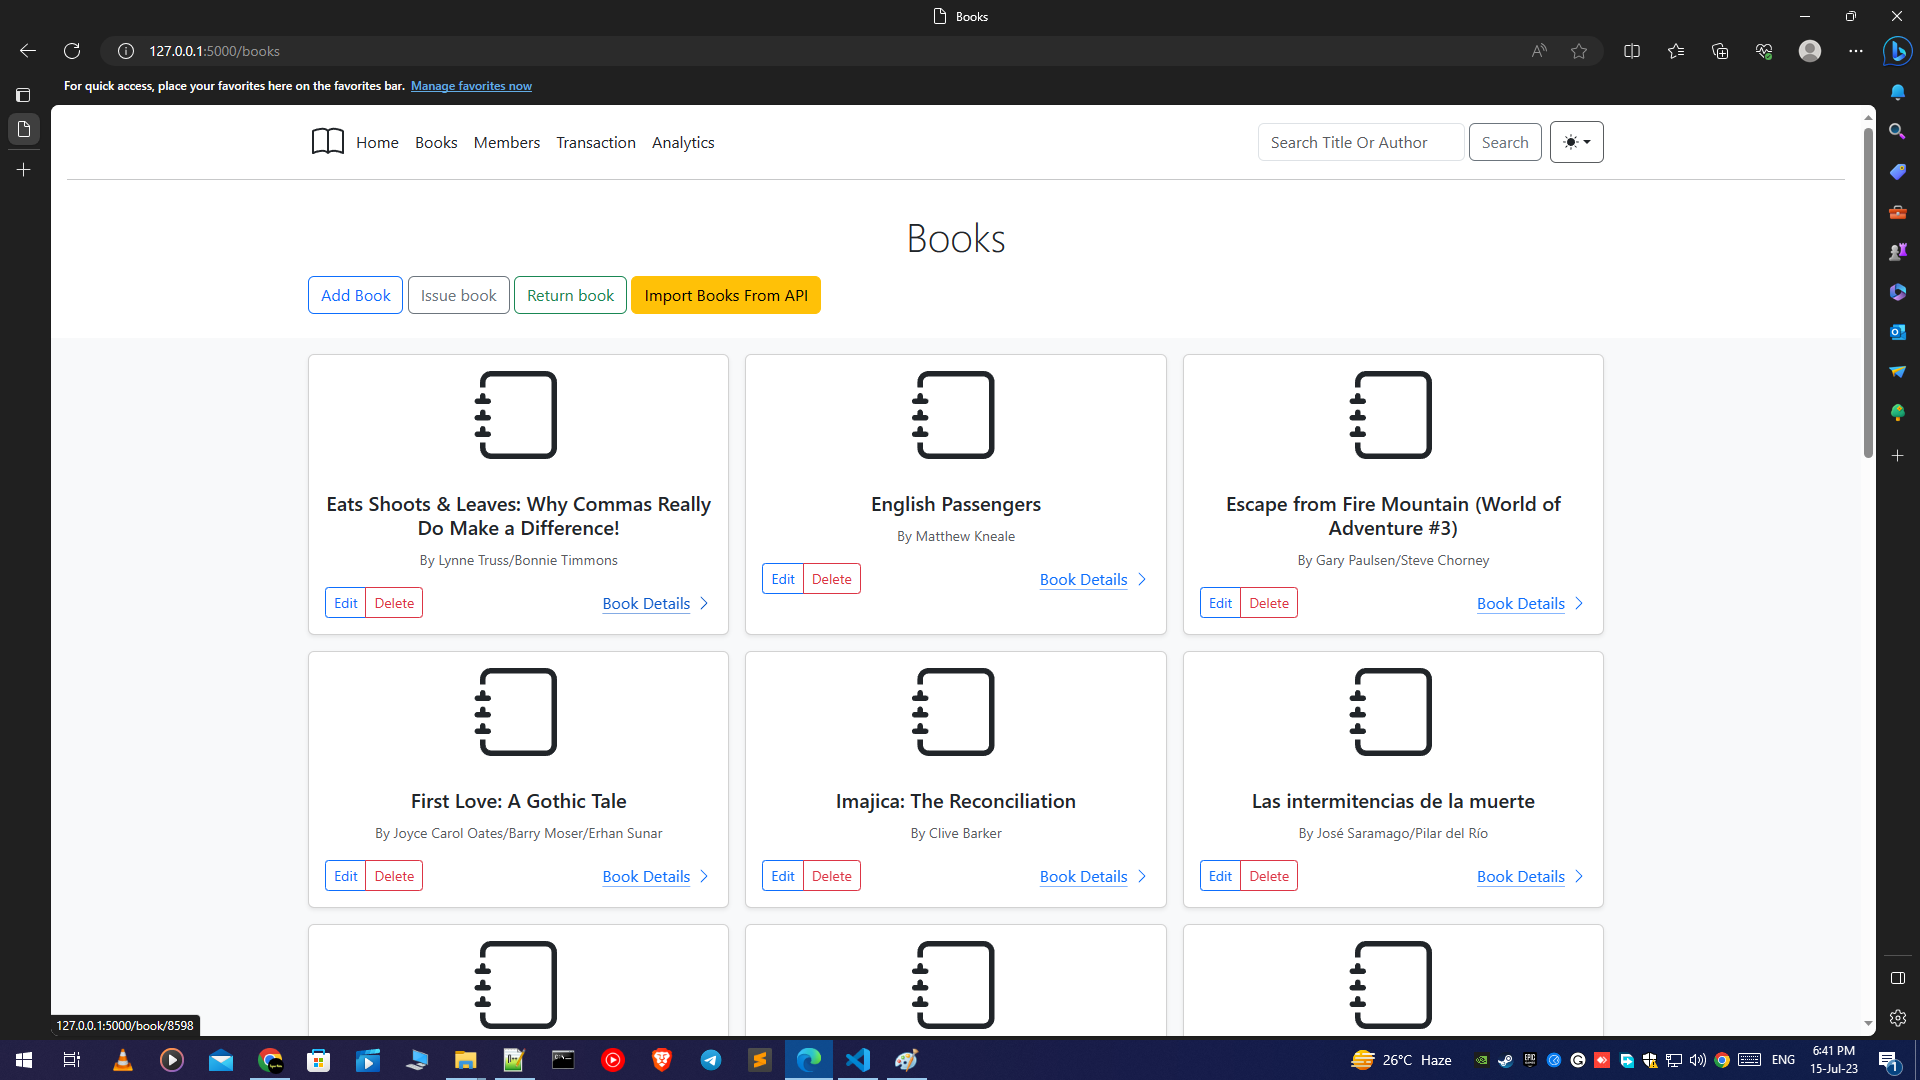 Books
127.0.0.1:5000/books
For quick access, place your favorites here on the favorites bar. Manage favorites now
Home Books Members Transaction Analytics
Search Title Or Author Search
Books
Add Book Issue book Return book Import Books From API
Eats Shoots & Leaves: Why Commas Really
Do Make a Difference!
By Lynne Truss/Bonnie Timmons
Edit Delete Book Details
English Passengers
By Matthew Kneale
Edit Delete Book Details
Escape from Fire Mountain (World of
Adventure #3)
By Gary Paulsen/Steve Chorney
Edit Delete Book Details
First Love: A Gothic Tale
By Joyce Carol Oates/Barry Moser/Erhan Sunar
Edit Delete Book Details
Imajica: The Reconciliation
By Clive Barker
Edit Delete Book Details
Las intermitencias de la muerte
By José Saramago/Pilar del Río
Edit Delete Book Details
127.0.0.1:5000/book/8598
26°C Haze
ENG
6:41 PM
15-Jul-23
1